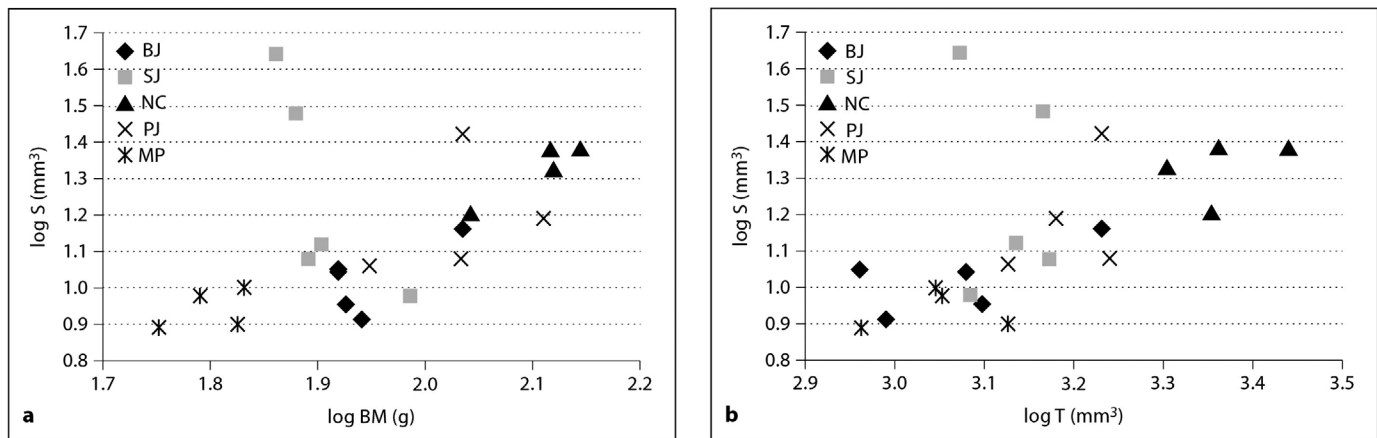 1.7
1.6
1.5
1.4
1.3
1.2
1.1
1.0
0.9
0.8
log S (mm³)
BJ
SJ
NC
PJ
MP
1.7 1.8 1.9 2.0 2.1 2.2
a log BM (g)
1.7
1.6
1.5
1.4
1.3
1.2
1.1
1.0
0.9
0.8
log S (mm³)
BJ
SJ
NC
PJ
MP
2.9 3.0 3.1 3.2 3.3 3.4 3.5
b log T (mm³)